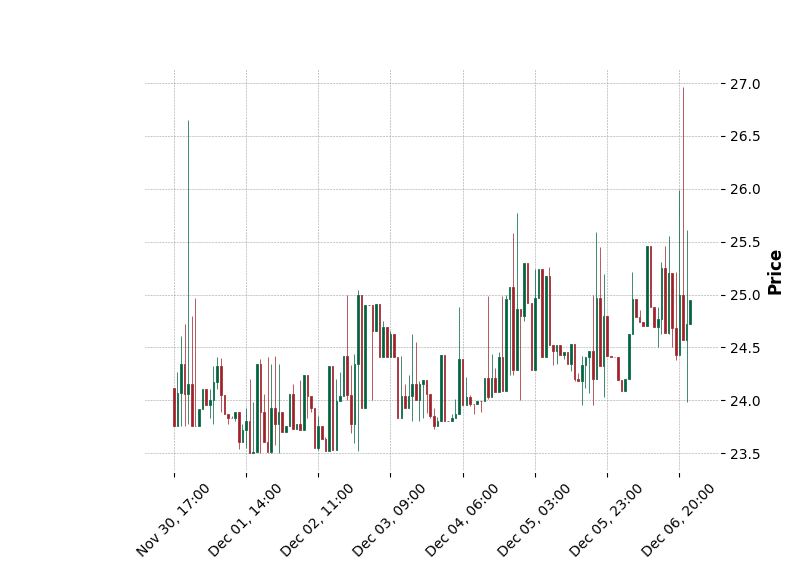 27.0
26.5
26.0
25.5
25.0
24.5
24.0
23.5
Price
Nov 30, 17:00
Dec 01, 14:00
Dec 02, 11:00
Dec 03, 09:00
Dec 04, 06:00
Dec 05, 03:00
Dec 05, 23:00
Dec 06, 20:00